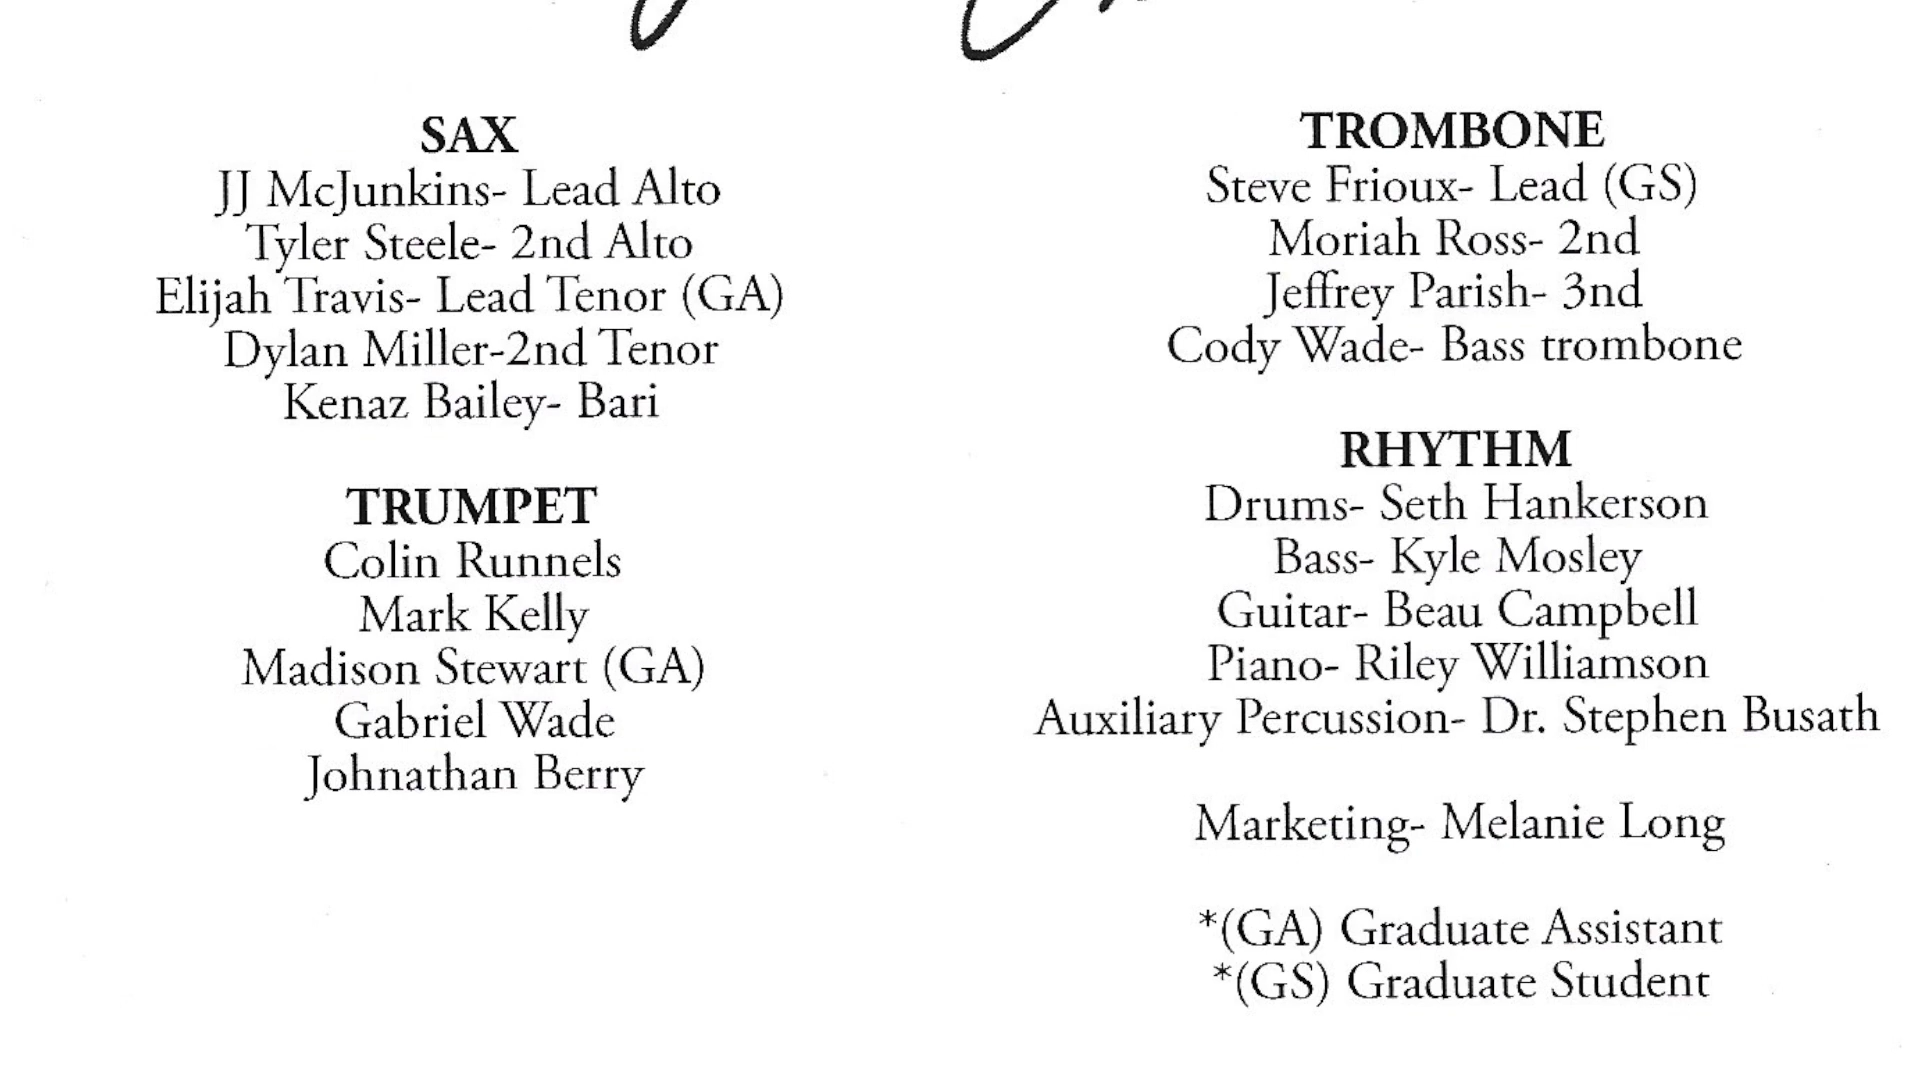 SAX
JJ McJunkins- Lead Alto
Tyler Steele- 2nd Alto
Elijah Travis- Lead Tenor (GA)
Dylan Miller-2nd Tenor
Kenaz Bailey- Bari
TRUMPET
Colin Runnels
Mark Kelly
Madison Stewart (GA)
Gabriel Wade
Johnathan Berry
TROMBONE
Steve Frioux- Lead (GS)
Moriah Ross- 2nd
Jeffrey Parish- 3nd
Cody Wade- Bass trombone
RHYTHM
Drums- Seth Hankerson
Bass- Kyle Mosley
Guitar- Beau Campbell
Piano- Riley Williamson
Auxiliary Percussion- Dr. Stephen Busath
Marketing- Melanie Long
*(GA) Graduate Assistant
*(GS) Graduate Student